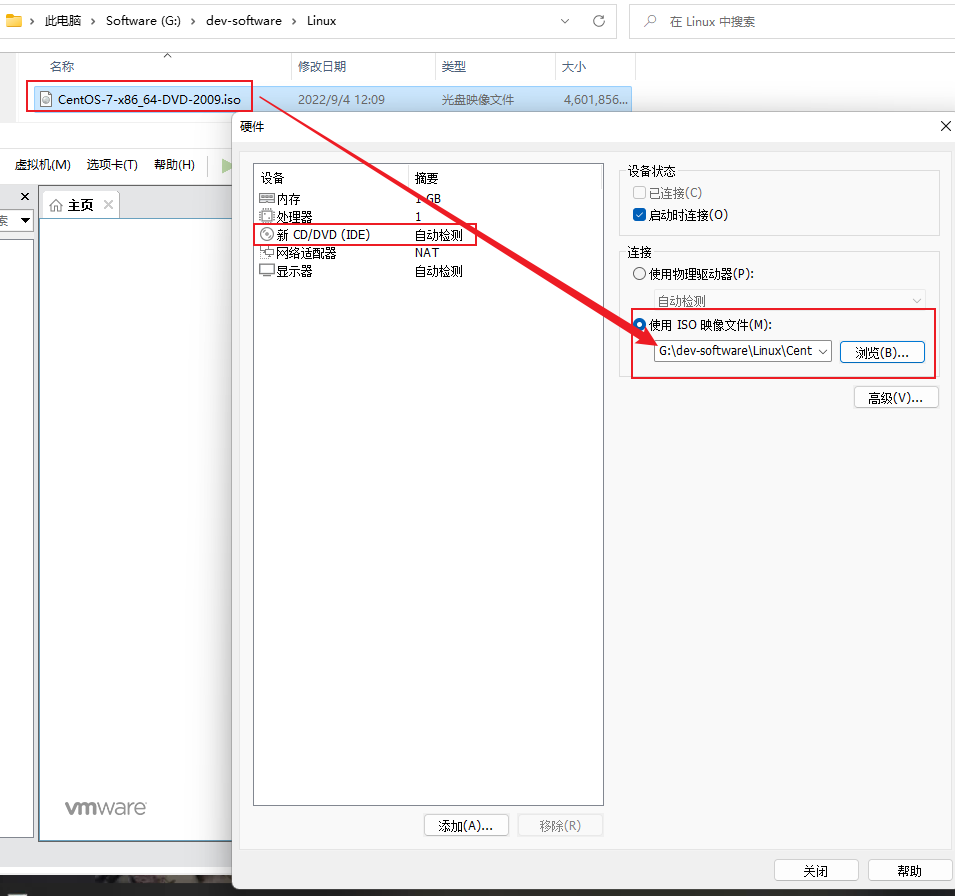 此电脑 › Software (G:) › dev-software › Linux
在 Linux 中搜索
名称 修改日期 类型 大小
CentOS-7-x86_64-DVD-2009.iso 2022/9/4 12:09 光盘映像文件 4,601,856...
硬件
虚拟机(M) 选项卡(T) 帮助(H)
索
主页
设备 摘要
内存 1 GB
处理器 1
新 CD/DVD (IDE) 自动检测
网络适配器 NAT
显示器 自动检测
设备状态
已连接(C)
启动时连接(O)
连接
使用物理驱动器(P):
自动检测
使用 ISO 映像文件(M):
G:\dev-software\Linux\Cent 浏览(B)...
高级(V)...
vmware
添加(A)... 移除(R)
关闭 帮助